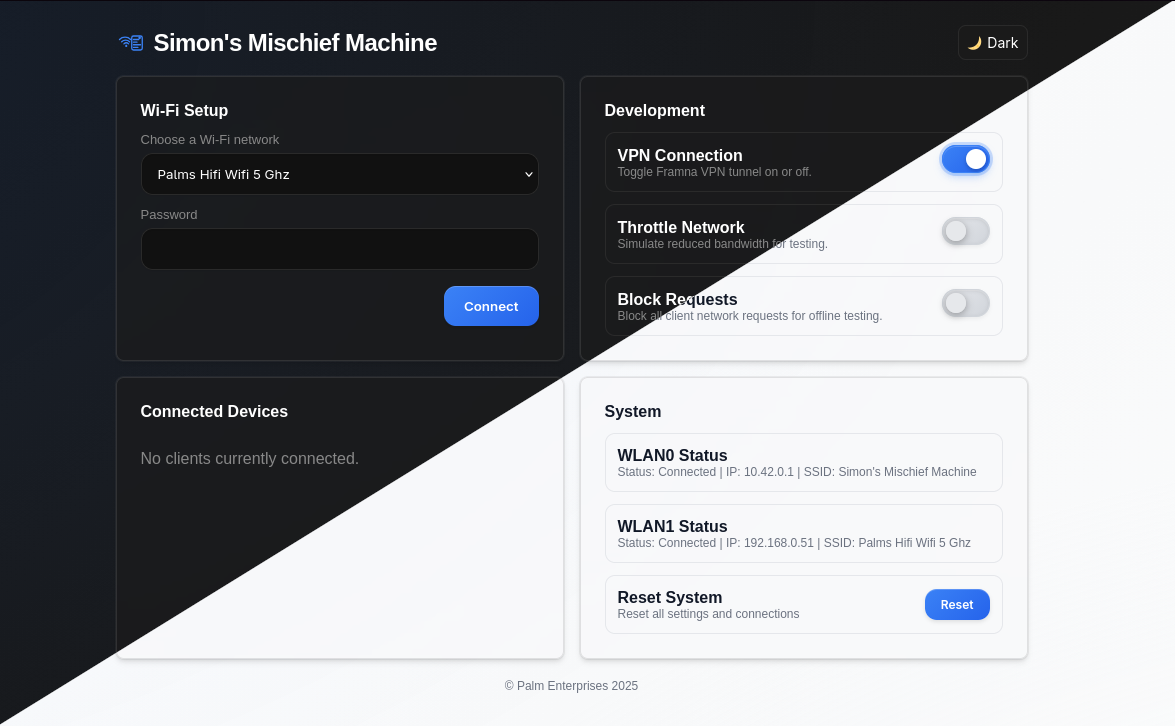 Simon's Mischief Machine
🌙 Dark
Wi-Fi Setup
Choose a Wi-Fi network
Palms Hifi Wifi 5 Ghz
Password
Connect
Development
VPN Connection
Toggle Framna VPN tunnel on or off.
Throttle Network
Simulate reduced bandwidth for testing.
Block Requests
Block all client network requests for offline testing.
Connected Devices
No clients currently connected.
System
WLAN0 Status
Status: Connected | IP: 10.42.0.1 | SSID: Simon's Mischief Machine
WLAN1 Status
Status: Connected | IP: 192.168.0.51 | SSID: Palms Hifi Wifi 5 Ghz
Reset System
Reset all settings and connections
Reset
© Palm Enterprises 2025